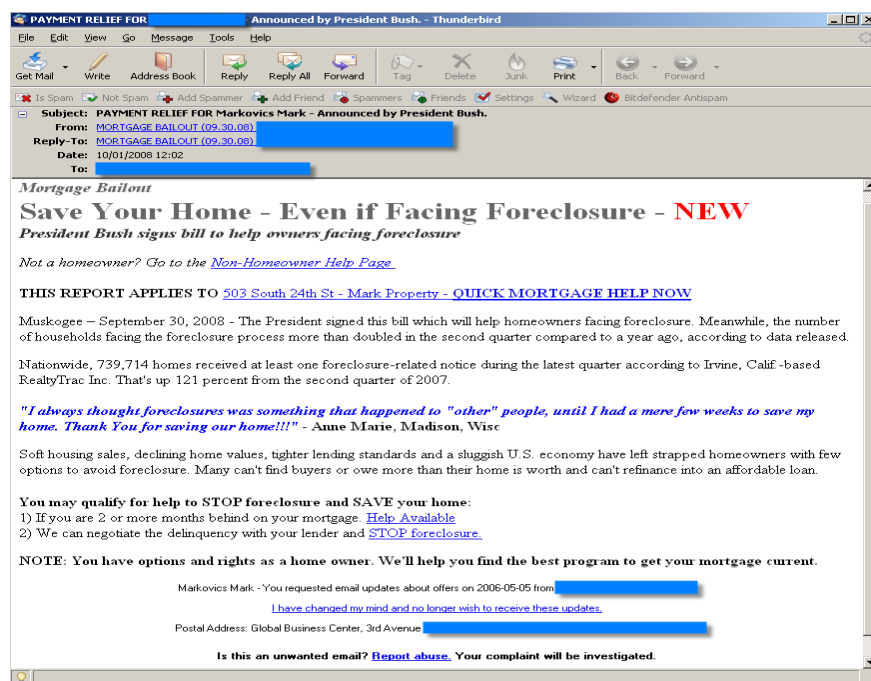 PAYMENT RELIEF FOR - Announced by President Bush. - Thunderbird
File Edit View Go Message Tools Help
Get Mail Write Address Book Reply Reply All Forward Tag Delete Junk Print Back Forward
Is Spam Not Spam Add Spammer Add Friend Spammers Friends Settings Wizard Bitdefender Antispam
Subject: PAYMENT RELIEF FOR Markovics Mark - Announced by President Bush.
From: MORTGAGE BAILOUT (09.30.08)
Reply-To: MORTGAGE BAILOUT (09.30.08)
Date: 10/01/2008 12:02
To:
Mortgage Bailout
Save Your Home - Even if Facing Foreclosure - NEW
President Bush signs bill to help owners facing foreclosure
Not a homeowner? Go to the Non-Homeowner Help Page
THIS REPORT APPLIES TO 503 South 24th St - Mark Property - QUICK MORTGAGE HELP NOW
Muskogee – September 30, 2008 - The President signed this bill which will help homeowners facing foreclosure. Meanwhile, the number
of households facing the foreclosure process more than doubled in the second quarter compared to a year ago, according to data released.
Nationwide, 739,714 homes received at least one foreclosure-related notice during the latest quarter according to Irvine, Calif.-based
RealtyTrac Inc. That's up 121 percent from the second quarter of 2007.
"I always thought foreclosures was something that happened to "other" people, until I had a mere few weeks to save my
home. Thank You for saving our home!!!" - Anne Marie, Madison, Wisc
Soft housing sales, declining home values, tighter lending standards and a sluggish U.S. economy have left strapped homeowners with few
options to avoid foreclosure. Many can't find buyers or owe more than their home is worth and can't refinance into an affordable loan.
You may qualify for help to STOP foreclosure and SAVE your home:
1) If you are 2 or more months behind on your mortgage. Help Available
2) We can negotiate the delinquency with your lender and STOP foreclosure.
NOTE: You have options and rights as a home owner. We'll help you find the best program to get your mortgage current.
Markovics Mark - You requested email updates about offers on 2006-05-05 from
I have changed my mind and no longer wish to receive these updates.
Postal Address: Global Business Center, 3rd Avenue
Is this an unwanted email? Report abuse. Your complaint will be investigated.